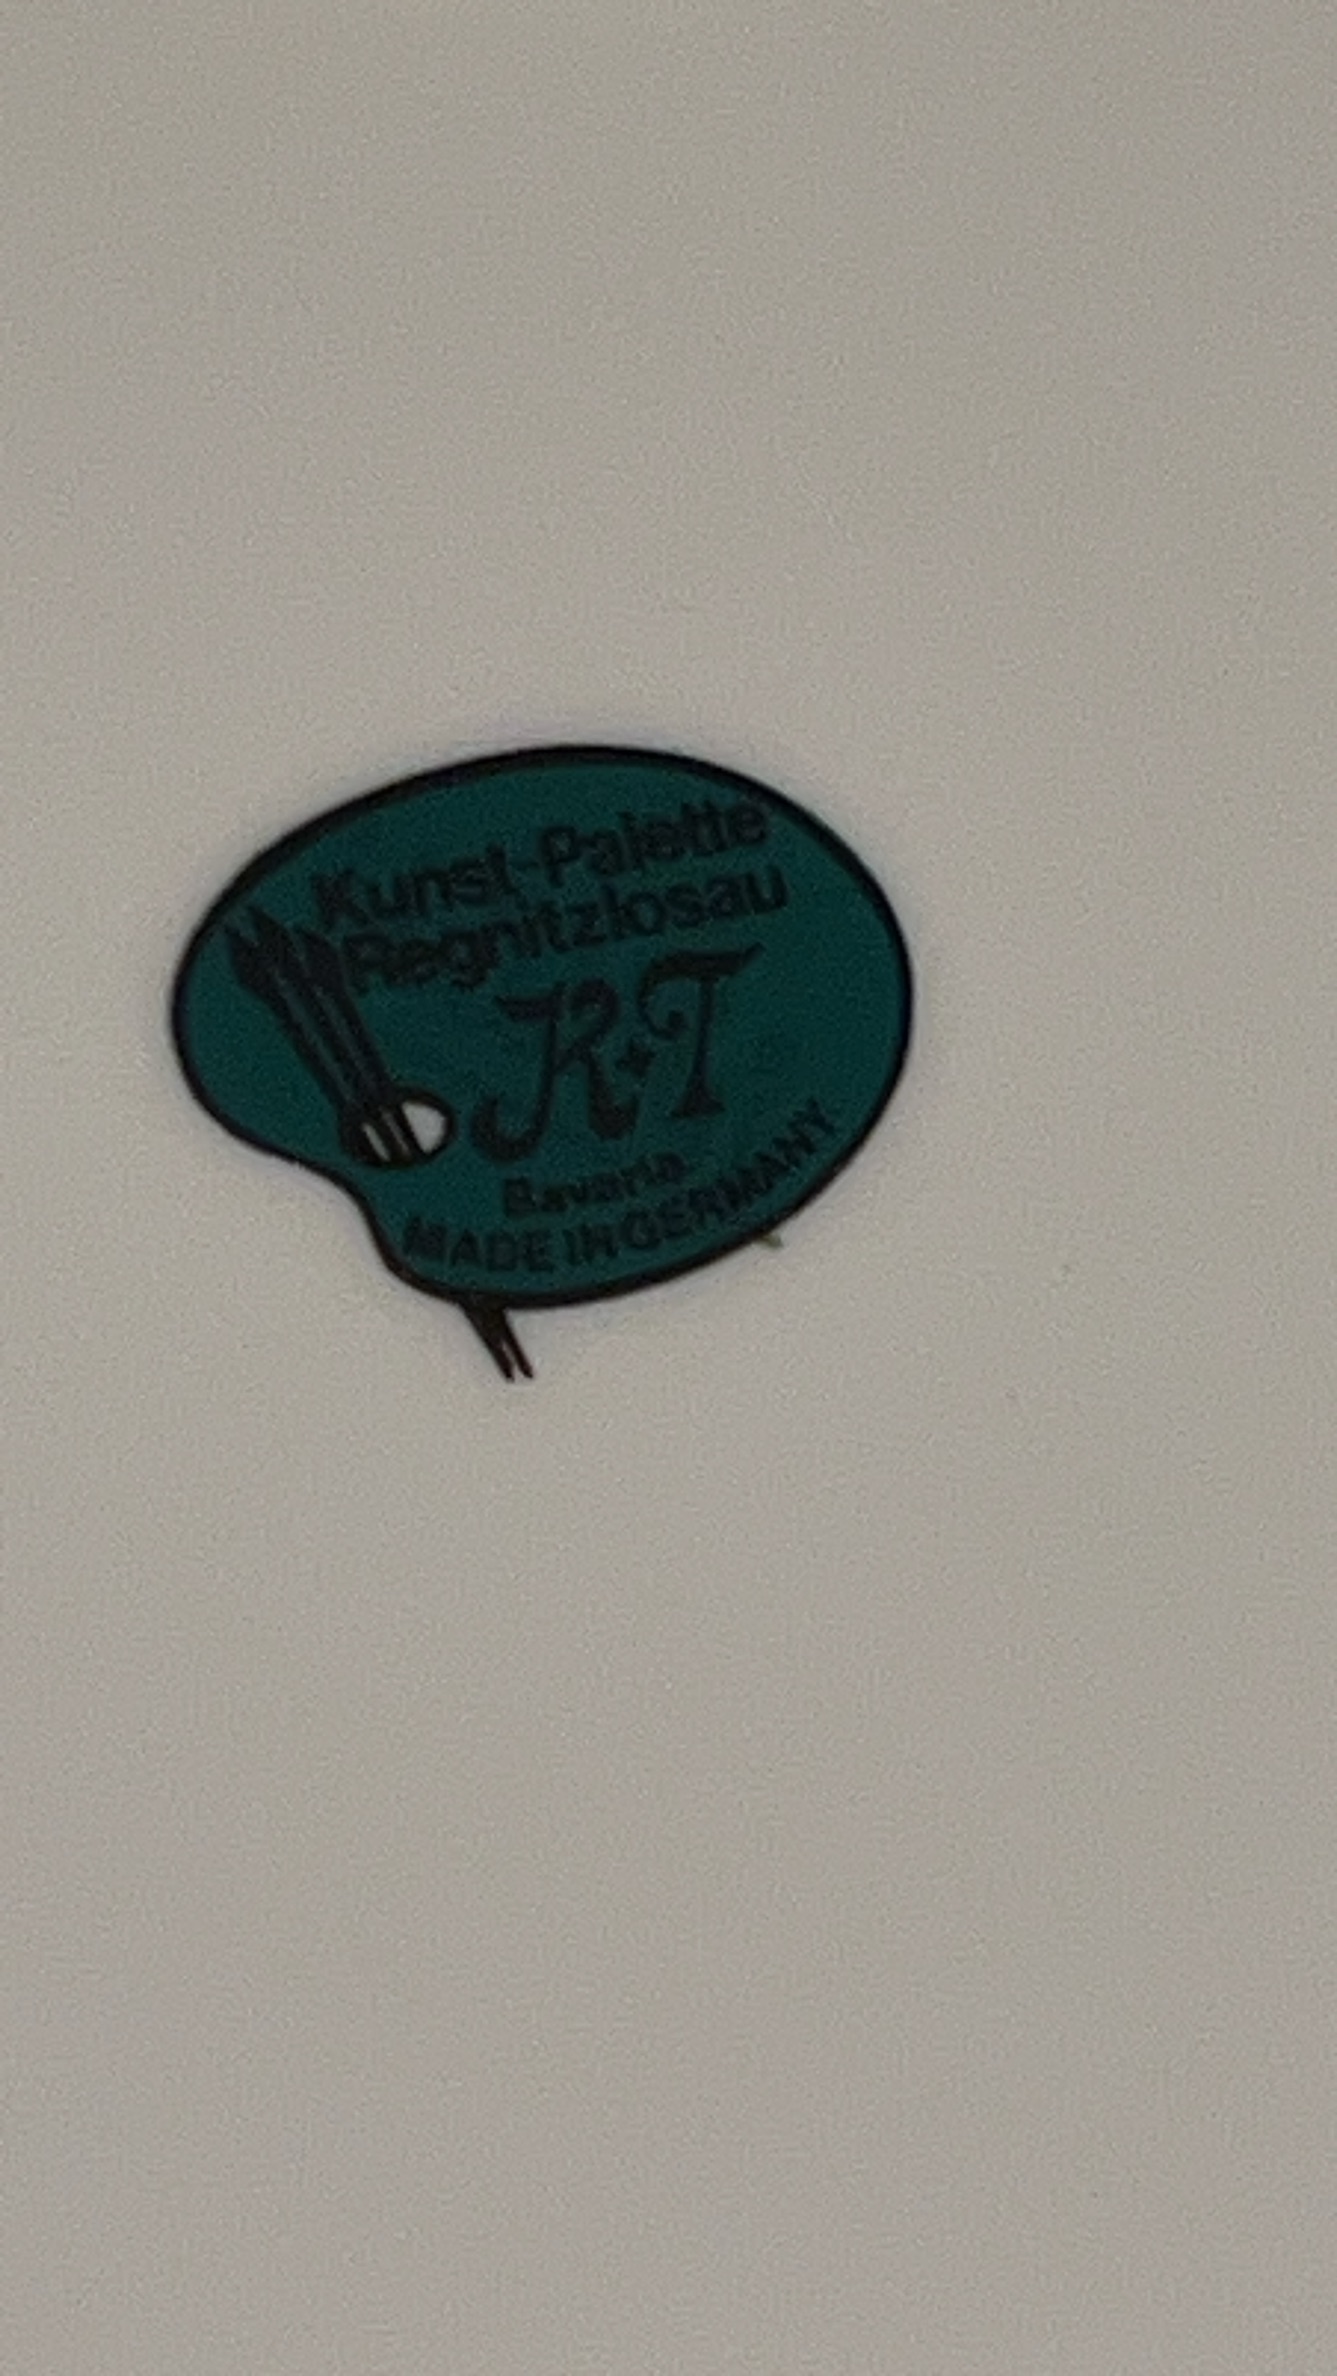 Kunst-Palette
Regnitzlosau
K+T
Bavaria
MADE IN GERMANY